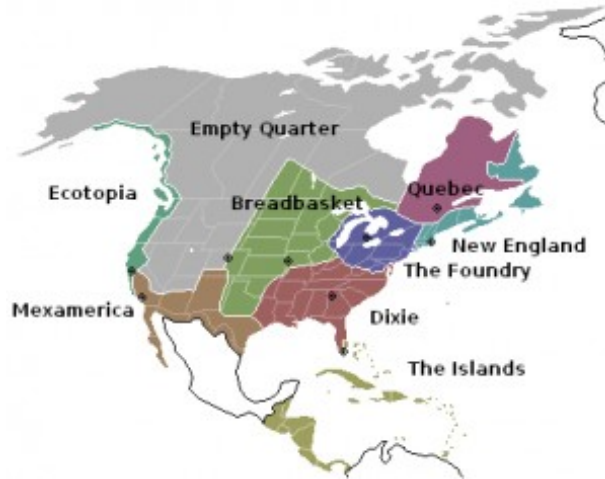 Empty Quarter
Ecotopia
Breadbasket
Quebec
New England
The Foundry
Mexamerica
Dixie
The Islands